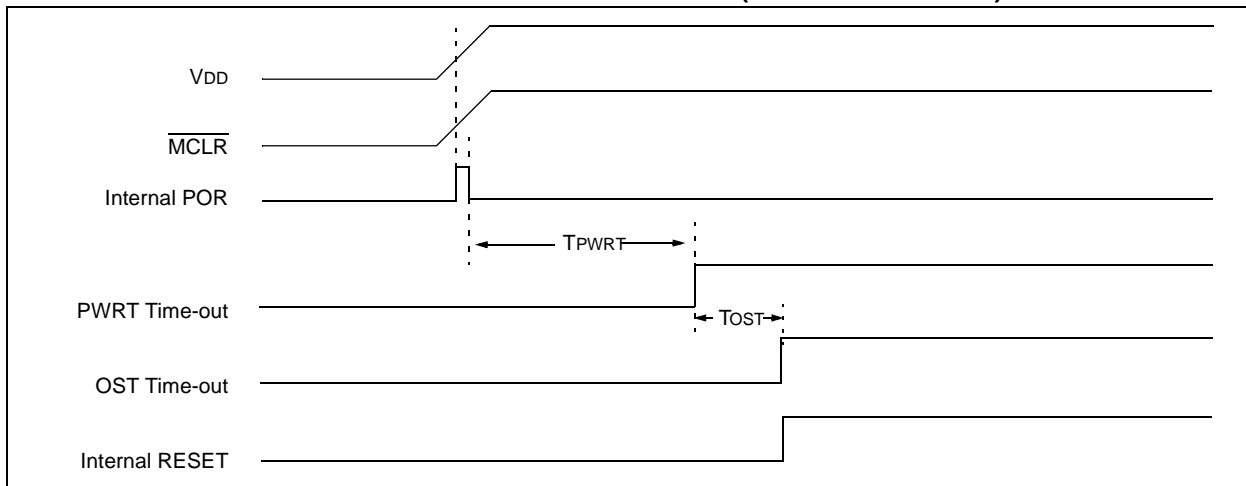 VDD
MCLR
Internal POR
TPWRT
PWRT Time-out
TOST
OST Time-out
Internal RESET